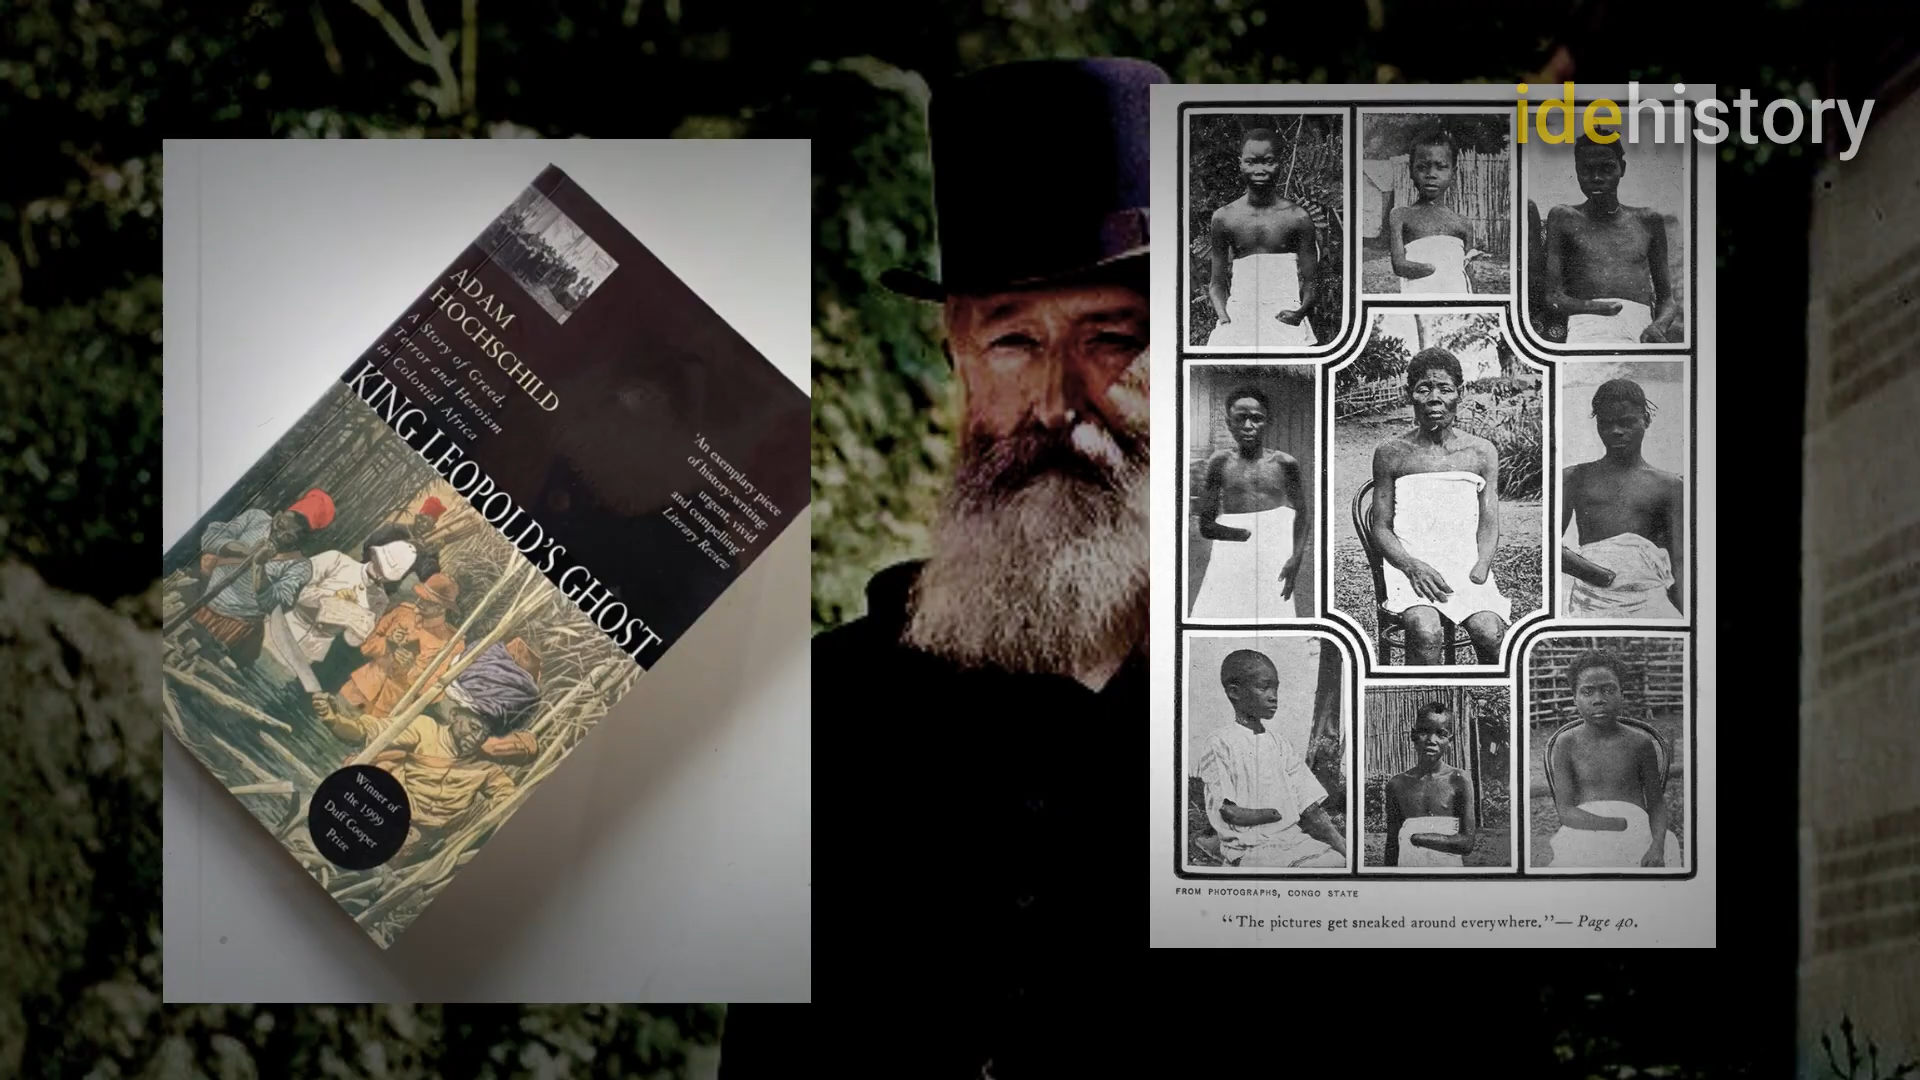 idehistory
ADAM
HOCHSCHILD
A Story of Greed,
Terror and Heroism
in Colonial Africa
KING LEOPOLD'S GHOST
'An exemplary piece
of history-writing:
urgent, vivid
and compelling'
Literary Review
Winner of
the 1999
Duff Cooper
Prize
FROM PHOTOGRAPHS, CONGO STATE
“The pictures get sneaked around everywhere.”— Page 40.